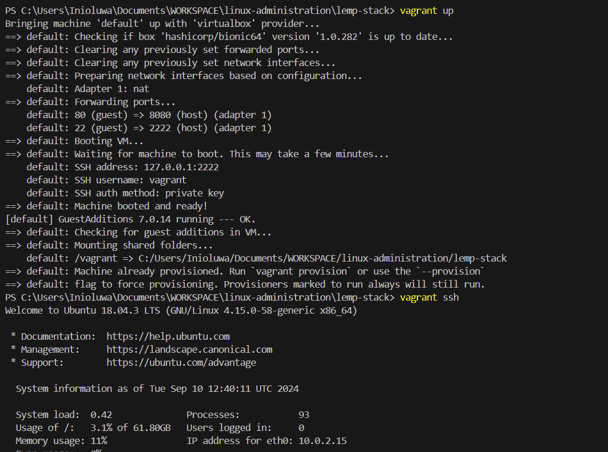 PS C:\Users\Inioluwa\Documents\WORKSPACE\linux-administration\lemp-stack> vagrant up
Bringing machine 'default' up with 'virtualbox' provider...
==> default: Checking if box 'hashicorp/bionic64' version '1.0.282' is up to date...
==> default: Clearing any previously set forwarded ports...
==> default: Clearing any previously set network interfaces...
==> default: Preparing network interfaces based on configuration...
    default: Adapter 1: nat
==> default: Forwarding ports...
    default: 80 (guest) => 8080 (host) (adapter 1)
    default: 22 (guest) => 2222 (host) (adapter 1)
==> default: Booting VM...
==> default: Waiting for machine to boot. This may take a few minutes...
    default: SSH address: 127.0.0.1:2222
    default: SSH username: vagrant
    default: SSH auth method: private key
==> default: Machine booted and ready!
[default] GuestAdditions 7.0.14 running --- OK.
==> default: Checking for guest additions in VM...
==> default: Mounting shared folders...
    default: /vagrant => C:/Users/Inioluwa/Documents/WORKSPACE/linux-administration/lemp-stack
==> default: Machine already provisioned. Run `vagrant provision` or use the `--provision`
==> default: flag to force provisioning. Provisioners marked to run always will still run.
PS C:\Users\Inioluwa\Documents\WORKSPACE\linux-administration\lemp-stack> vagrant ssh
Welcome to Ubuntu 18.04.3 LTS (GNU/Linux 4.15.0-58-generic x86_64)

 * Documentation:  https://help.ubuntu.com
 * Management:     https://landscape.canonical.com
 * Support:        https://ubuntu.com/advantage

  System information as of Tue Sep 10 12:40:11 UTC 2024

  System load:  0.42              Processes:           93
  Usage of /:   3.1% of 61.80GB   Users logged in:     0
  Memory usage: 11%               IP address for eth0: 10.0.2.15